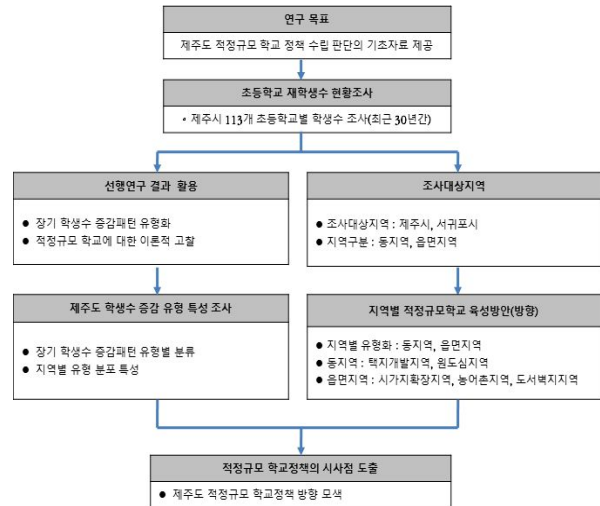 연구 목표
제주도 적정규모 학교 정책 수립 판단의 기초자료 제공
초등학교 재학생수 현황조사
• 제주시 113개 초등학교별 학생수 조사(최근 30년간)
선행연구 결과 활용
● 장기 학생수 증감패턴 유형화
● 적정규모 학교에 대한 이론적 고찰
조사대상지역
● 조사대상지역 : 제주시, 서귀포시
● 지역구분 : 동지역, 읍면지역
제주도 학생수 증감 유형 특성 조사
● 장기 학생수 증감패턴 유형별 분류
● 지역별 유형 분포 특성
지역별 적정규모학교 육성방안(방향)
● 지역별 유형화 : 동지역, 읍면지역
● 동지역 : 택지개발지역, 원도심지역
● 읍면지역 : 시가지확장지역, 농어촌지역, 도서벽지지역
적정규모 학교정책의 시사점 도출
● 제주도 적정규모 학교정책 방향 모색